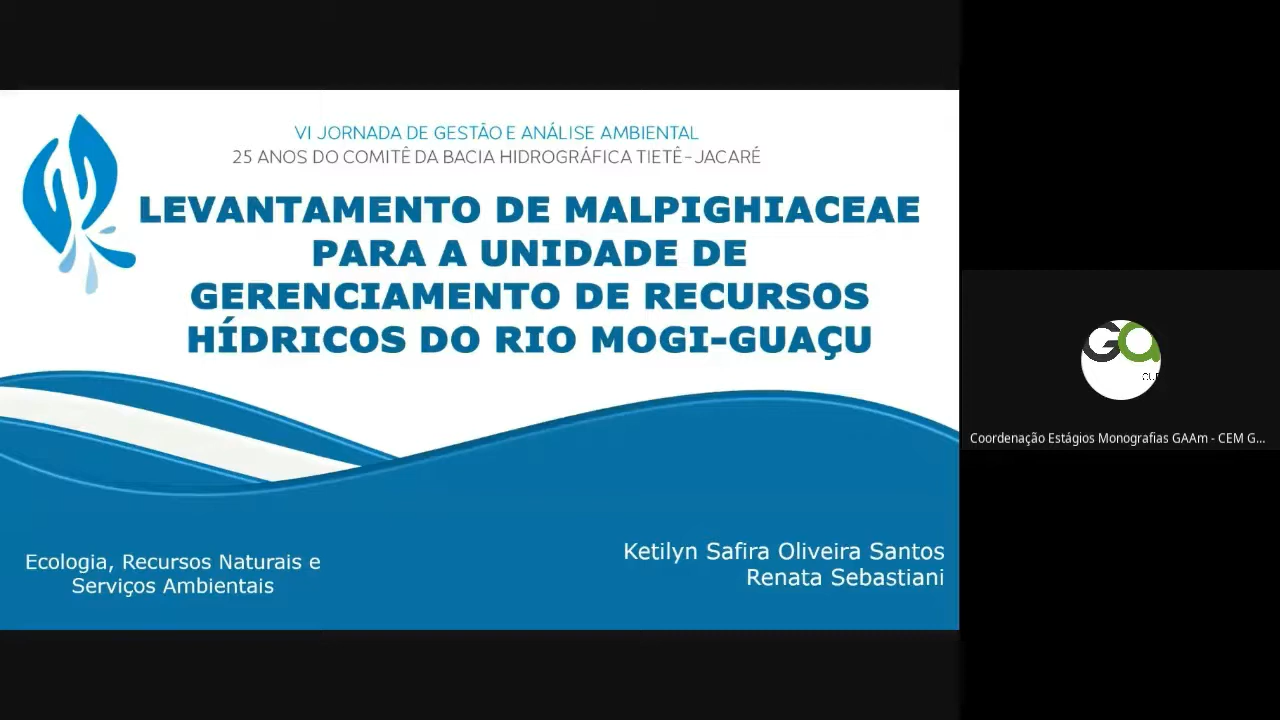 VI JORNADA DE GESTÃO E ANÁLISE AMBIENTAL
25 ANOS DO COMITÊ DA BACIA HIDROGRÁFICA TIETÊ-JACARÉ
LEVANTAMENTO DE MALPIGHIACEAE
PARA A UNIDADE DE
GERENCIAMENTO DE RECURSOS
HÍDRICOS DO RIO MOGI-GUAÇU
Ecologia, Recursos Naturais e
Serviços Ambientais
Ketilyn Safira Oliveira Santos
Renata Sebastiani
Ga
Coordenação Estágios Monografias GAAm - CEM G...